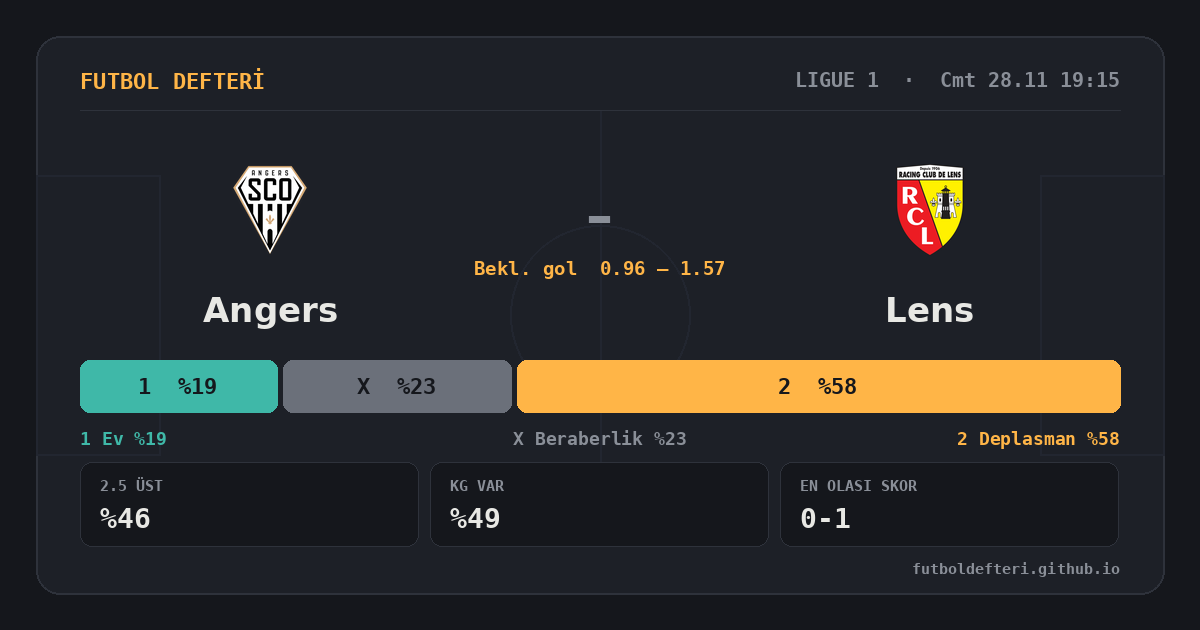 FUTBOL DEFTERİ
LIGUE 1 · Cmt 28.11 19:15
ANGERS
SCO
Depuis 1906
RACING CLUB DE LENS
R
C
L
–
Bekl. gol 0.96 — 1.57
Angers
Lens
1 %19
X %23
2 %58
1 Ev %19
X Beraberlik %23
2 Deplasman %58
2.5 ÜST
KG VAR
EN OLASI SKOR
%46
%49
0-1
futboldefteri.github.io